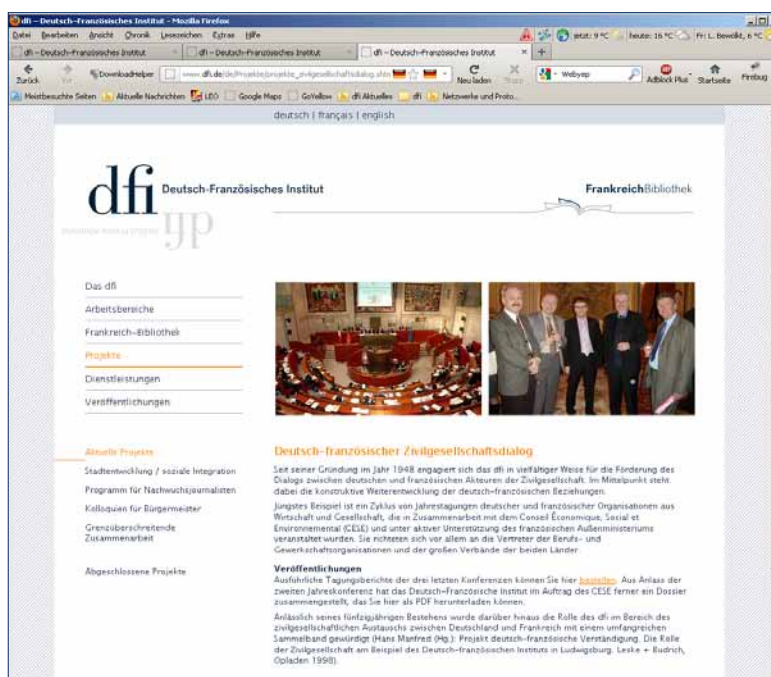 dfi – Deutsch-Französisches Institut - Mozilla Firefox
Datei Bearbeiten Ansicht Chronik Lesezeichen Extras Hilfe
jetzt: 9 °C heute: 16 °C Fr: L. Bewölkt, 6 °C
dfi – Deutsch-Französisches Institut
dfi – Deutsch-Französisches Institut
dfi – Deutsch-Französisches Institut
Zurück Vor DownloadHelper www.dfi.de/de/Projekte/projekte_zivilgesellschaftsdialog.shtml Neu laden Stopp Webyep Adblock Plus Startseite Firebug
Meistbesuchte Seiten Aktuelle Nachrichten LEO Google Maps GoYellow dfi Aktuelles dfi Netzwerke und Proto...
deutsch | français | english
dfi Deutsch-Französisches Institut
FrankreichBibliothek
Das dfi
Arbeitsbereiche
Frankreich-Bibliothek
Projekte
Dienstleistungen
Veröffentlichungen
Aktuelle Projekte
Stadtentwicklung / soziale Integration
Programm für Nachwuchsjournalisten
Kolloquien für Bürgermeister
Grenzüberschreitende
Zusammenarbeit
Abgeschlossene Projekte
Deutsch-französischer Zivilgesellschaftsdialog
Seit seiner Gründung im Jahr 1948 engagiert sich das dfi in vielfältiger Weise für die Förderung des
Dialogs zwischen deutschen und französischen Akteuren der Zivilgesellschaft. Im Mittelpunkt steht
dabei die konstruktive Weiterentwicklung der deutsch-französischen Beziehungen.
Jüngstes Beispiel ist ein Zyklus von Jahrestagungen deutscher und französischer Organisationen aus
Wirtschaft und Gesellschaft, die in Zusammenarbeit mit dem Conseil Économique, Social et
Environnemental (CESE) und unter aktiver Unterstützung des französischen Außenministeriums
veranstaltet wurden. Sie richteten sich vor allem an die Vertreter der Berufs- und
Gewerkschaftsorganisationen und der großen Verbände der beiden Länder.
Veröffentlichungen
Ausführliche Tagungsberichte der drei letzten Konferenzen können Sie hier bestellen. Aus Anlass der
zweiten Jahreskonferenz hat das Deutsch-Französische Institut im Auftrag des CESE ferner ein Dossier
zusammengestellt, das Sie hier als PDF herunterladen können.
Anlässlich seines fünfzigjährigen Bestehens wurde darüber hinaus die Rolle des dfi im Bereich des
zivilgesellschaftlichen Austauschs zwischen Deutschland und Frankreich mit einem umfangreichen
Sammelband gewürdigt (Hans Manfred (Hg.): Projekt deutsch-französische Verständigung. Die Rolle
der Zivilgesellschaft am Beispiel des Deutsch-französischen Instituts in Ludwigsburg. Leske + Budrich,
Opladen 1998).